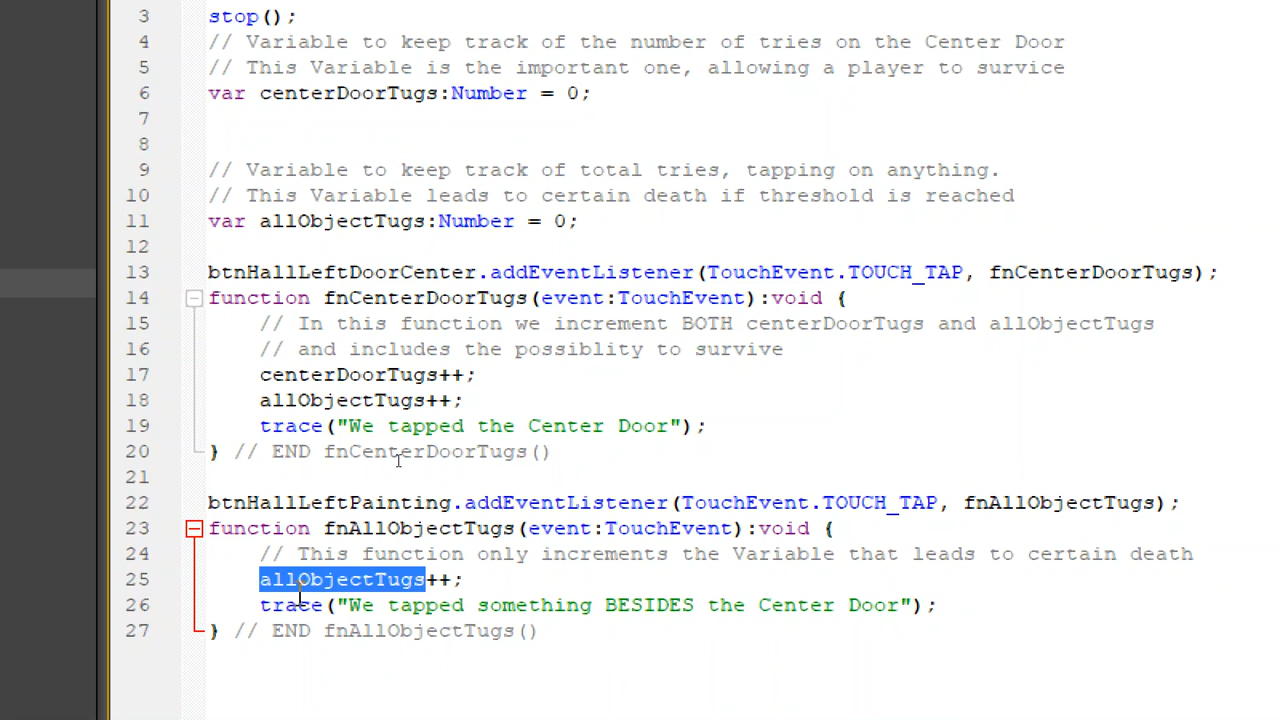 3 stop();
4 // Variable to keep track of the number of tries on the Center Door
5 // This Variable is the important one, allowing a player to survice
6 var centerDoorTugs:Number = 0;
7
8
9 // Variable to keep track of total tries, tapping on anything.
10 // This Variable leads to certain death if threshold is reached
11 var allObjectTugs:Number = 0;
12
13 btnHallLeftDoorCenter.addEventListener(TouchEvent.TOUCH_TAP, fnCenterDoorTugs);
14 function fnCenterDoorTugs(event:TouchEvent):void {
15 // In this function we increment BOTH centerDoorTugs and allObjectTugs
16 // and includes the possiblity to survive
17 centerDoorTugs++;
18 allObjectTugs++;
19 trace("We tapped the Center Door");
20 } // END fnCenterDoorTugs()
21
22 btnHallLeftPainting.addEventListener(TouchEvent.TOUCH_TAP, fnAllObjectTugs);
23 function fnAllObjectTugs(event:TouchEvent):void {
24 // This function only increments the Variable that leads to certain death
25 allObjectTugs++;
26 trace("We tapped something BESIDES the Center Door");
27 } // END fnAllObjectTugs()